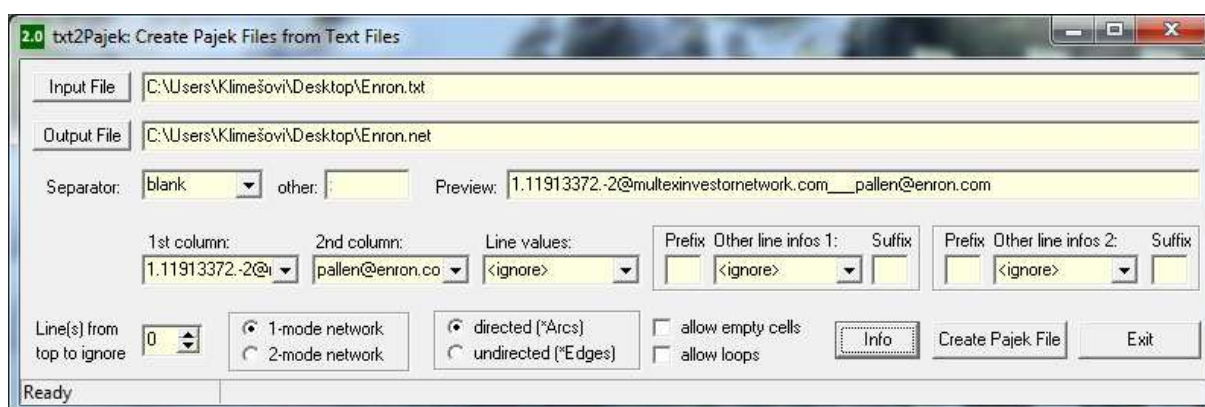 2.0 txt2Pajek: Create Pajek Files from Text Files
Input File C:\Users\Klimešovi\Desktop\Enron.txt
Output File C:\Users\Klimešovi\Desktop\Enron.net
Separator: blank other: : Preview: 1.11913372.-2@multexinvestornetwork.com___pallen@enron.com
1st column: 2nd column: Line values: Prefix Other line infos 1: Suffix Prefix Other line infos 2: Suffix
1.11913372.-2@ pallen@enron.co <ignore> <ignore> <ignore>
Line(s) from
top to ignore
0
1-mode network
2-mode network
directed (*Arcs)
undirected (*Edges)
allow empty cells
allow loops
Info Create Pajek File Exit
Ready